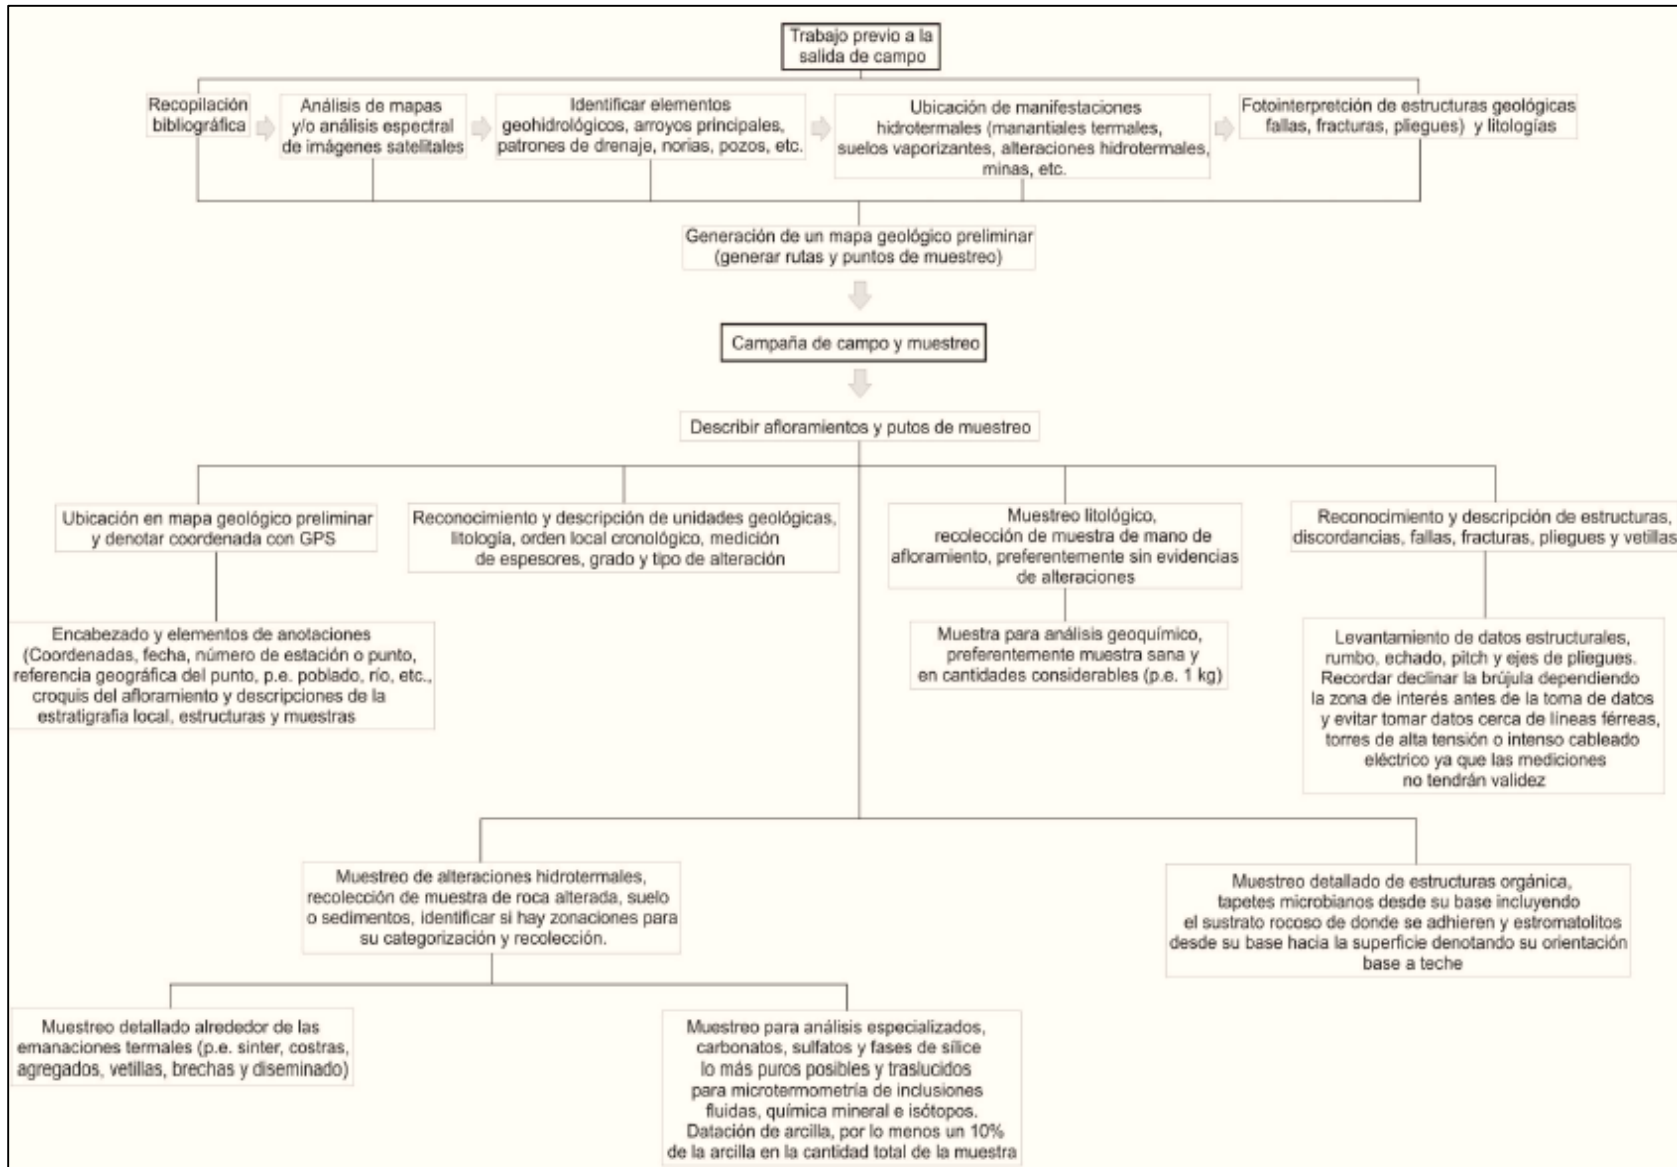 Trabajo previo a la
salida de campo
Recopilación
bibliográfica
Análisis de mapas
y/o análisis espectral
de imágenes satelitales
Identificar elementos
geohidrológicos, arroyos principales,
patrones de drenaje, norias, pozos, etc.
Ubicación de manifestaciones
hidrotermales (manantiales termales,
suelos vaporizantes, alteraciones hidrotermales,
minas, etc.
Fotointerpretción de estructuras geológicas
fallas, fracturas, pliegues) y litologías
Generación de un mapa geológico preliminar
(generar rutas y puntos de muestreo)
Campaña de campo y muestreo
Describir afloramientos y putos de muestreo
Ubicación en mapa geológico preliminar
y denotar coordenada con GPS
Reconocimiento y descripción de unidades geológicas,
litología, orden local cronológico, medición
de espesores, grado y tipo de alteración
Muestreo litológico,
recolección de muestra de mano de
afloramiento, preferentemente sin evidencias
de alteraciones
Reconocimiento y descripción de estructuras,
discordancias, fallas, fracturas, pliegues y vetillas
Encabezado y elementos de anotaciones
(Coordenadas, fecha, número de estación o punto,
referencia geográfica del punto, p.e. poblado, río, etc.,
croquis del afloramiento y descripciones de la
estratigrafía local, estructuras y muestras
Muestra para análisis geoquímico,
preferentemente muestra sana y
en cantidades considerables (p.e. 1 kg)
Levantamiento de datos estructurales,
rumbo, echado, pitch y ejes de pliegues.
Recordar declinar la brújula dependiendo
la zona de interés antes de la toma de datos
y evitar tomar datos cerca de líneas férreas,
torres de alta tensión o intenso cableado
eléctrico ya que las mediciones
no tendrán validez
Muestreo de alteraciones hidrotermales,
recolección de muestra de roca alterada, suelo
o sedimentos, identificar si hay zonaciones para
su categorización y recolección.
Muestreo detallado de estructuras orgánica,
tapetes microbianos desde su base incluyendo
el sustrato rocoso de donde se adhieren y estromatolitos
desde su base hacia la superficie denotando su orientación
base a teche
Muestreo detallado alrededor de las
emanaciones termales (p.e. sinter, costras,
agregados, vetillas, brechas y diseminado)
Muestreo para análisis especializados,
carbonatos, sulfatos y fases de sílice
lo más puros posibles y traslucidos
para microtermometría de inclusiones
fluidas, química mineral e isótopos.
Datación de arcilla, por lo menos un 10%
de la arcilla en la cantidad total de la muestra